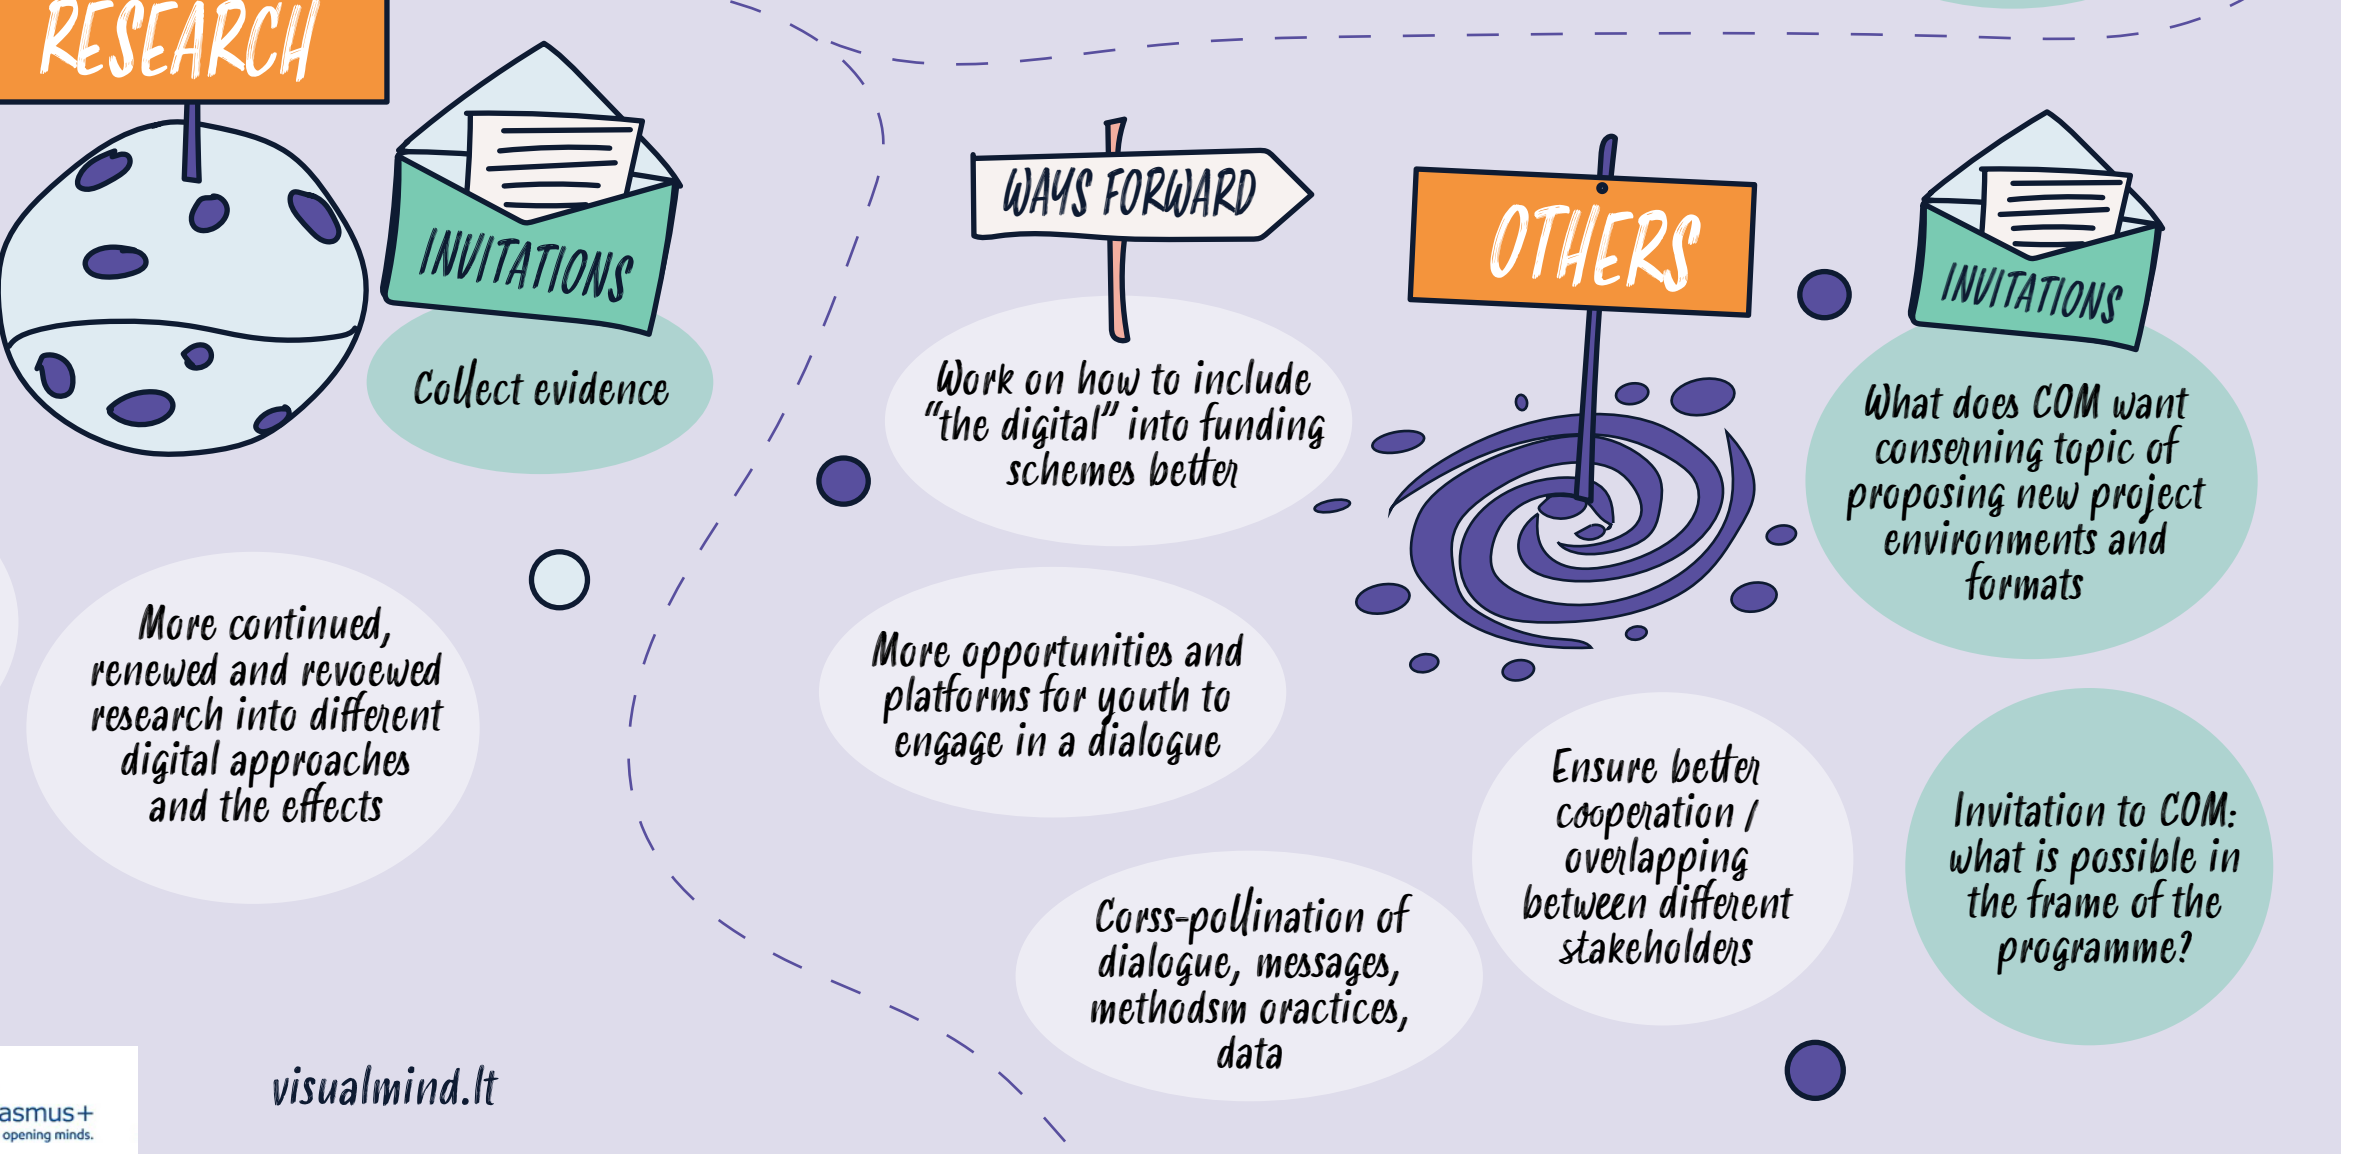 RESEARCH
INVITATIONS
Collect evidence
More continued,
renewed and revoewed
research into different
digital approaches
and the effects
WAYS FORWARD
Work on how to include
"the digital" into funding
schemes better
More opportunities and
platforms for youth to
engage in a dialogue
Corss-pollination of
dialogue, messages,
methodsm oractices,
data
OTHERS
Ensure better
cooperation /
overlapping
between different
stakeholders
INVITATIONS
What does COM want
conserning topic of
proposing new project
environments and
formats
Invitation to COM:
what is possible in
the frame of the
programme?
visualmind.lt
asmus+
opening minds.